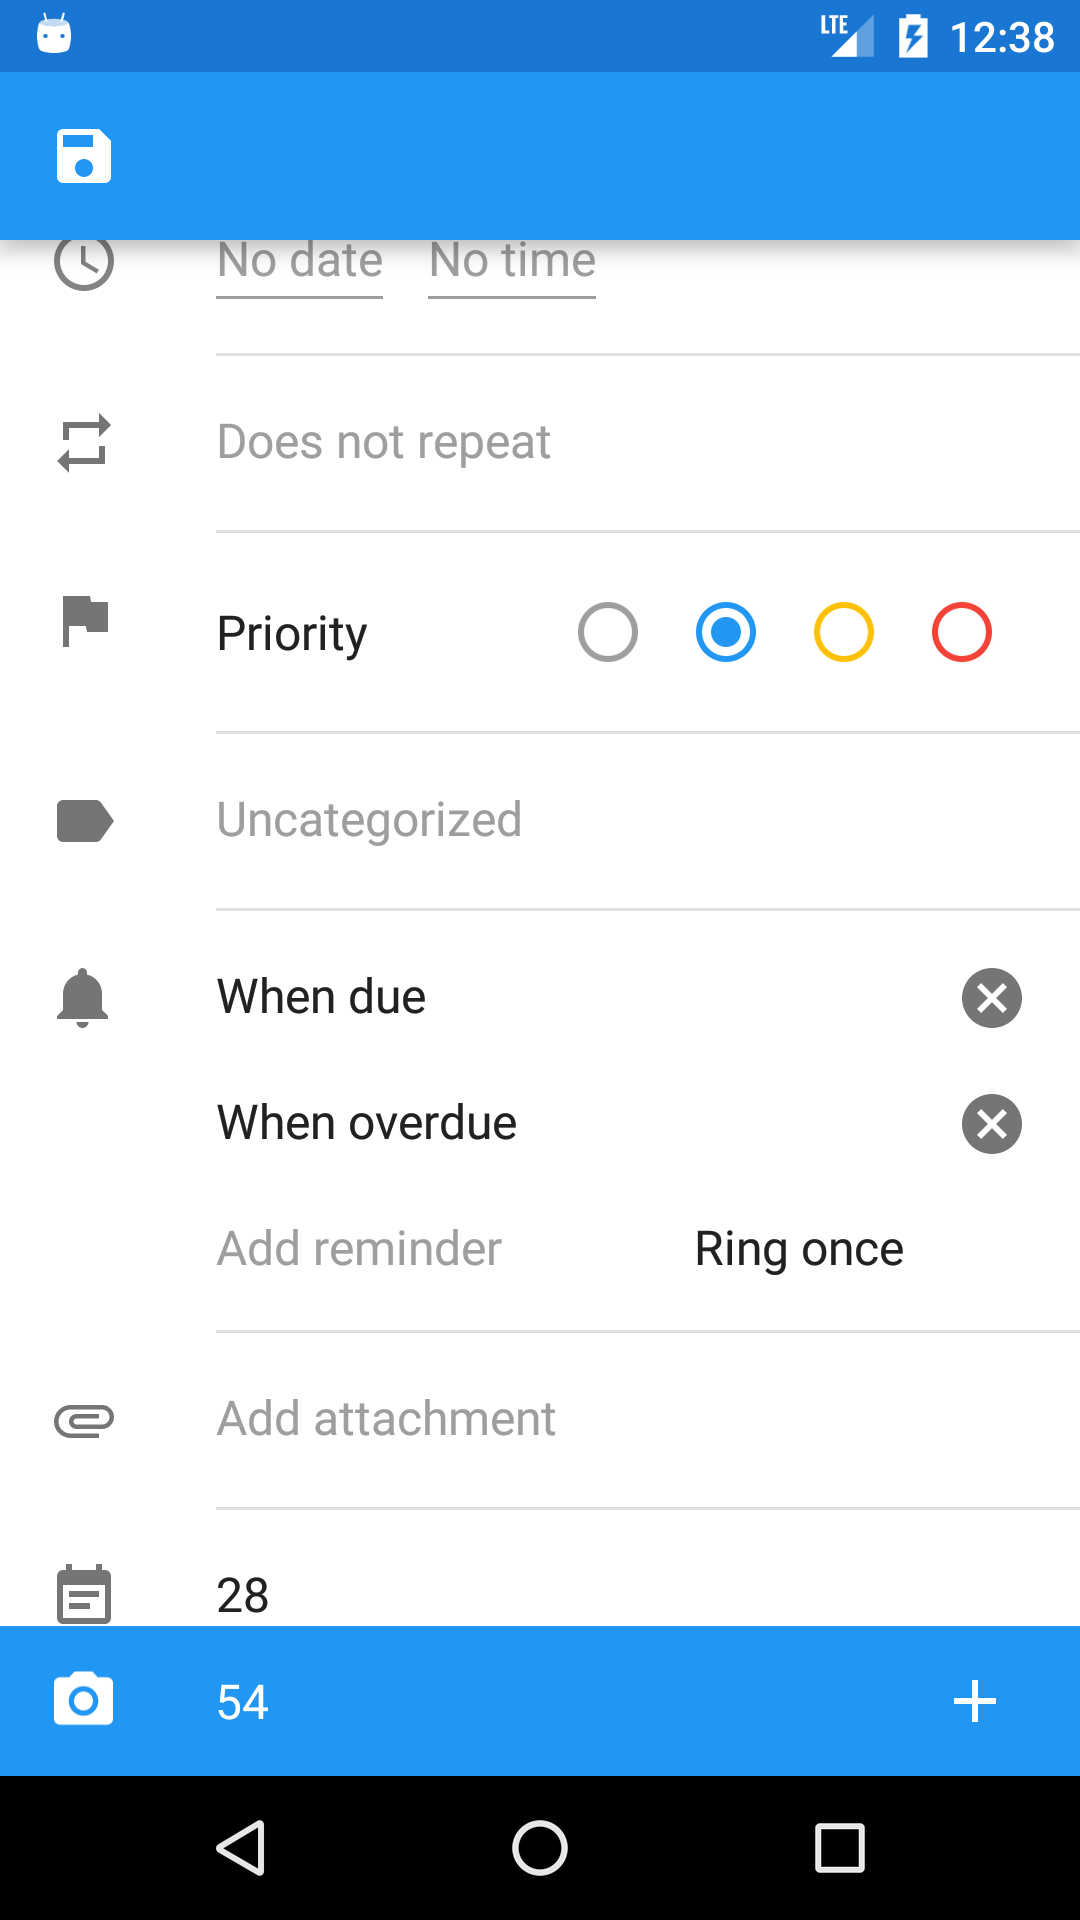 LTE 12:38
No date No time
Does not repeat
Priority
Uncategorized
When due
When overdue
Add reminder Ring once
Add attachment
28
54